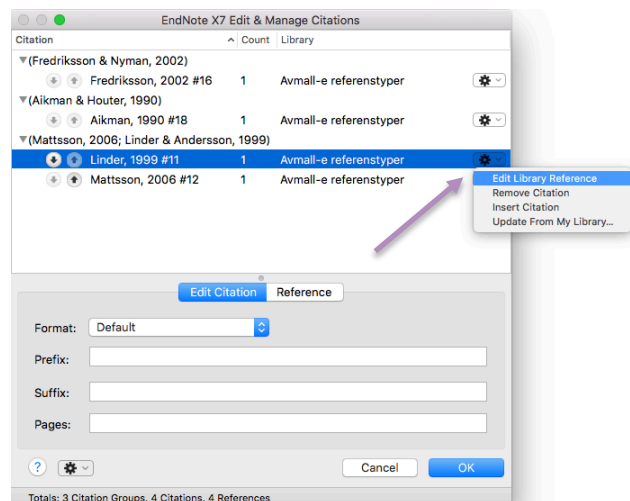 EndNote X7 Edit & Manage Citations
Citation Count Library
(Fredriksson & Nyman, 2002)
Fredriksson, 2002 #16 1 Avmall-e referenstyper
(Aikman & Houter, 1990)
Aikman, 1990 #18 1 Avmall-e referenstyper
(Mattsson, 2006; Linder & Andersson, 1999)
Linder, 1999 #11 1 Avmall-e referenstyper
Mattsson, 2006 #12 1 Avmall-e referenstyper
Edit Library Reference
Remove Citation
Insert Citation
Update From My Library...
Edit Citation Reference
Format: Default
Prefix:
Suffix:
Pages:
? Cancel OK
Totals: 3 Citation Groups, 4 Citations, 4 References